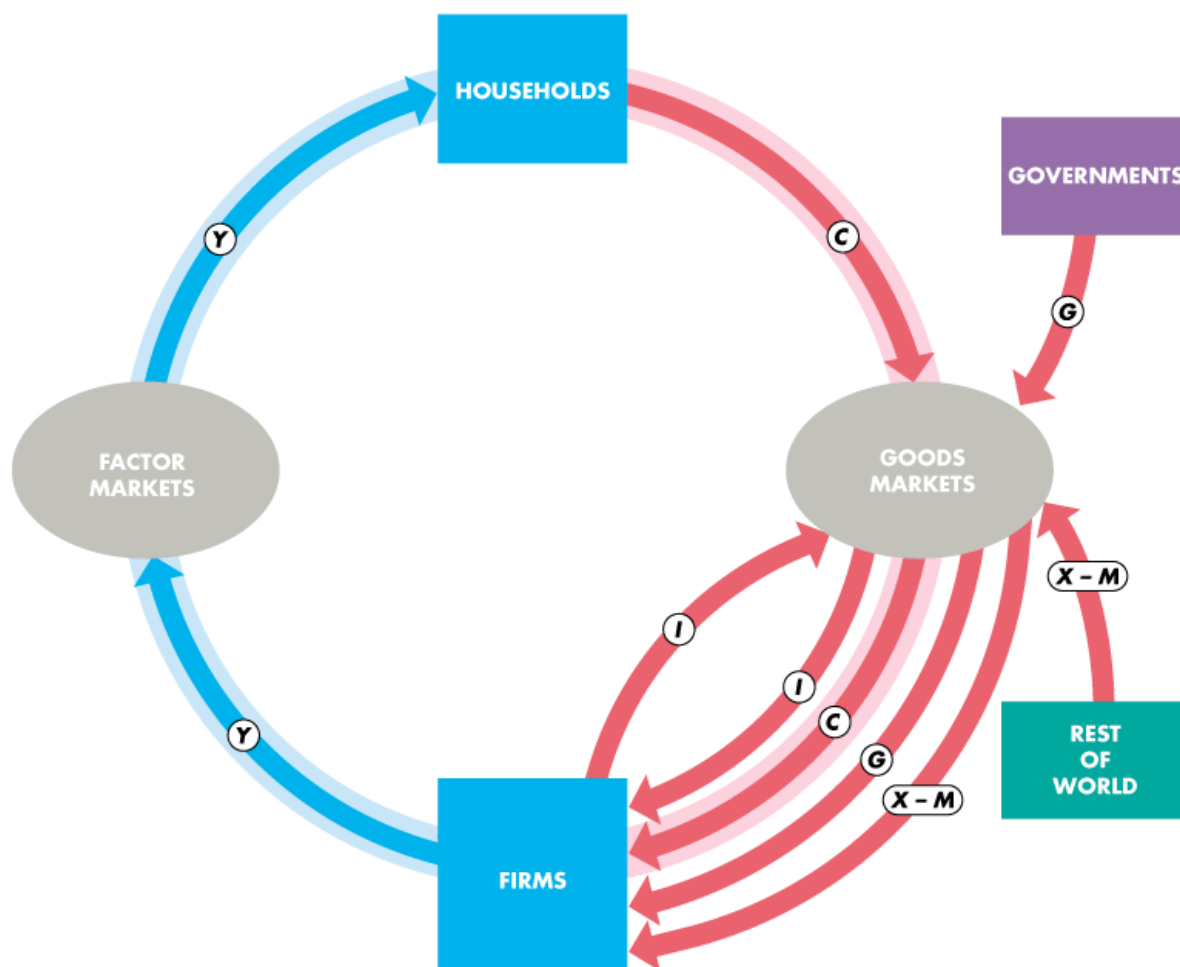 HOUSEHOLDS
GOVERNMENTS
Y
C
G
FACTOR
MARKETS
GOODS
MARKETS
X – M
I
I
C
Y
G
X – M
REST
OF
WORLD
FIRMS